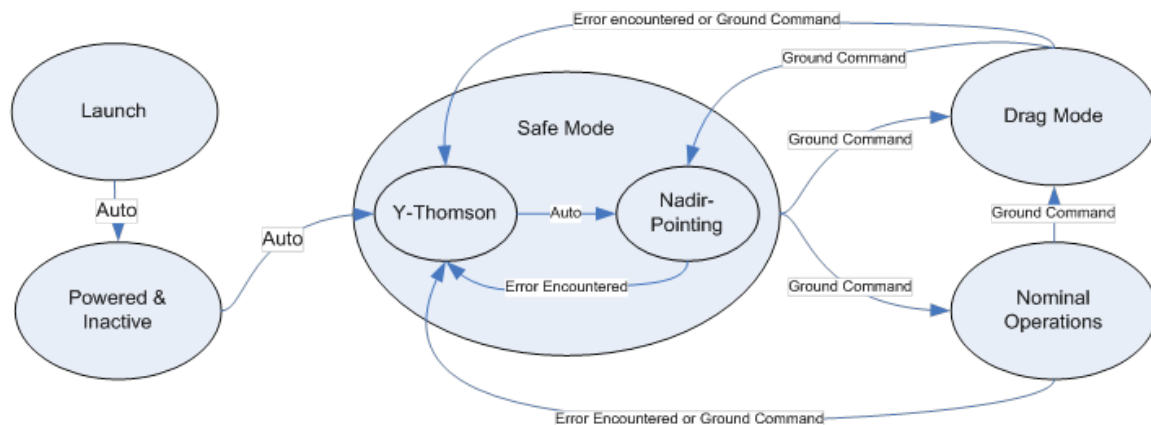 Error encountered or Ground Command
Ground Command
Launch
Safe Mode
Drag Mode
Ground Command
Auto
Y-Thomson
Auto
Nadir-
Pointing
Ground Command
Auto
Powered &
Inactive
Error Encountered
Ground Command
Nominal
Operations
Error Encountered or Ground Command